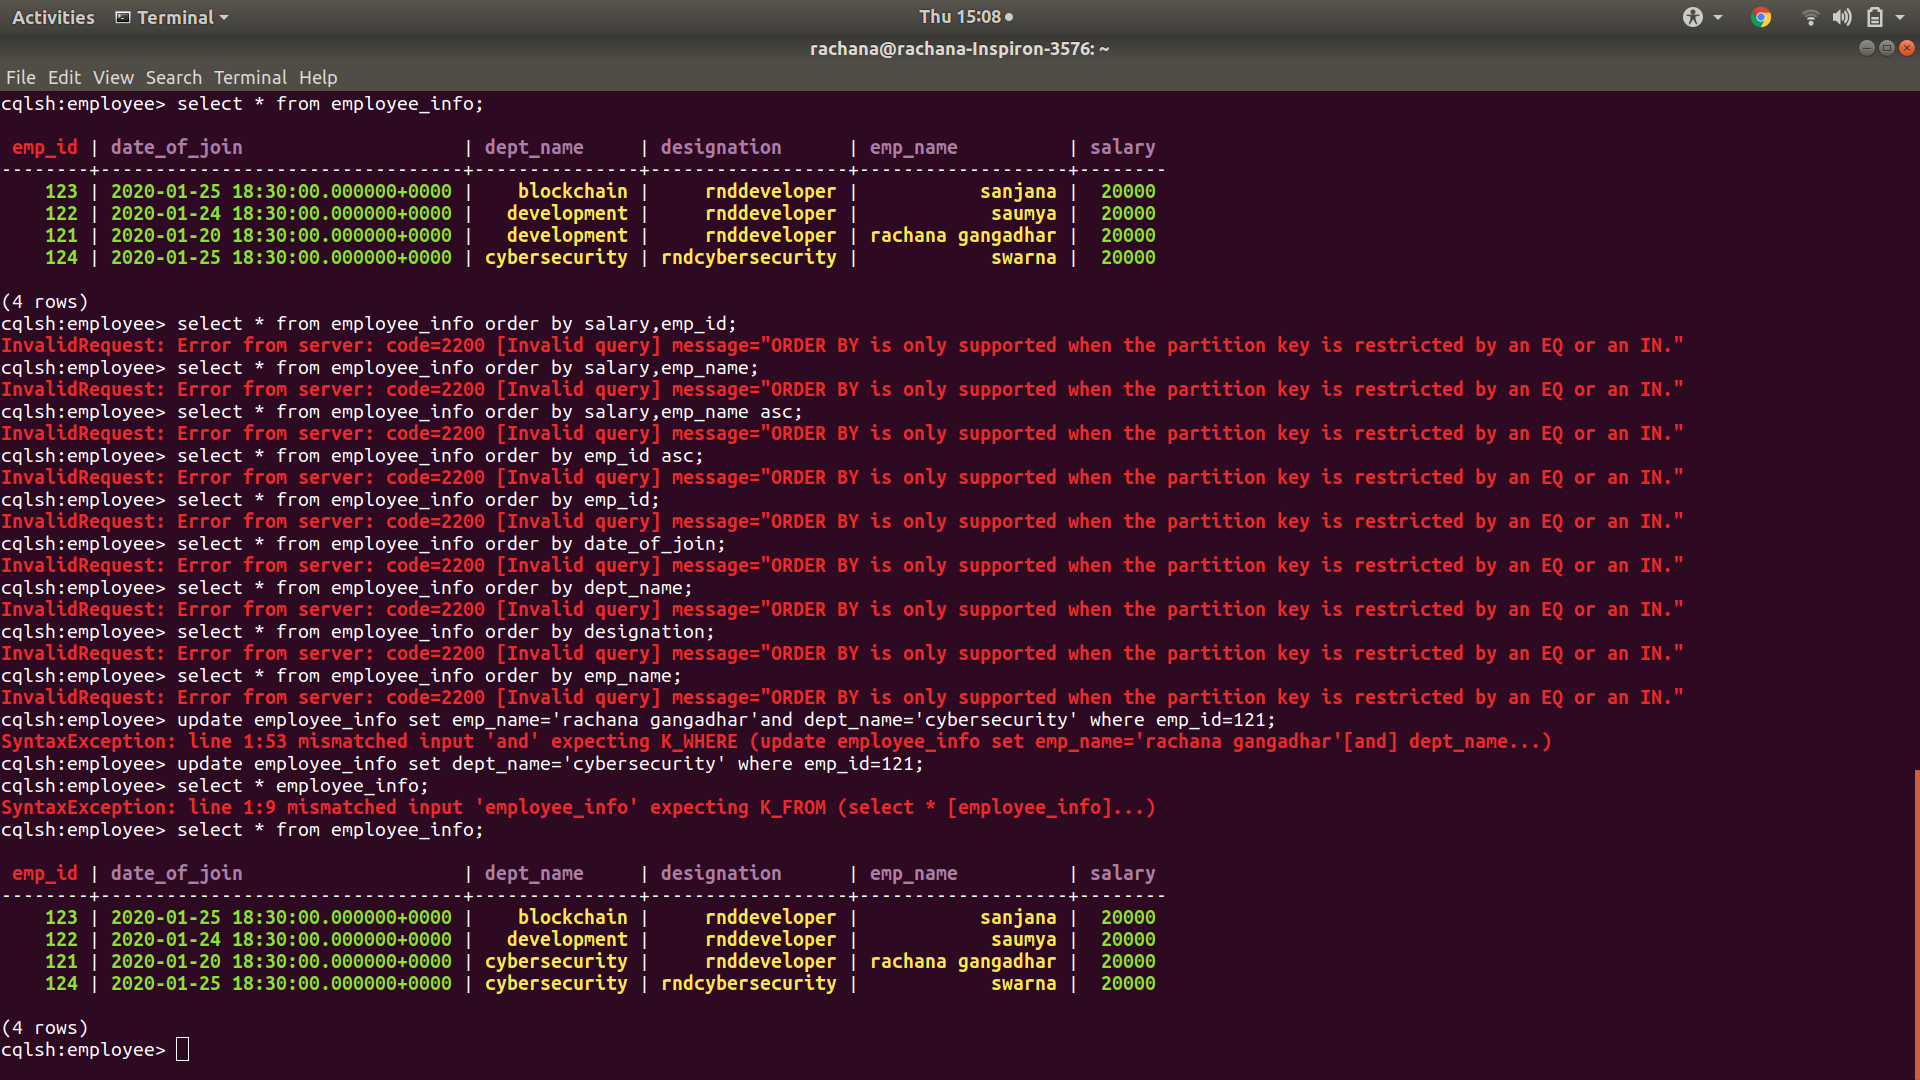 Activities Terminal Thu 15:08
rachana@rachana-Inspiron-3576: ~
File Edit View Search Terminal Help
cqlsh:employee> select * from employee_info;
emp_id | date_of_join | dept_name | designation | emp_name | salary
--------+---------------------------------+---------------+-----------------+-------------------+--------
123 | 2020-01-25 18:30:00.000000+0000 | blockchain | rnddeveloper | sanjana | 20000
122 | 2020-01-24 18:30:00.000000+0000 | development | rnddeveloper | saumya | 20000
121 | 2020-01-20 18:30:00.000000+0000 | development | rnddeveloper | rachana gangadhar | 20000
124 | 2020-01-25 18:30:00.000000+0000 | cybersecurity | rndcybersecurity | swarna | 20000
(4 rows)
cqlsh:employee> select * from employee_info order by salary,emp_id;
InvalidRequest: Error from server: code=2200 [Invalid query] message="ORDER BY is only supported when the partition key is restricted by an EQ or an IN."
cqlsh:employee> select * from employee_info order by salary,emp_name;
InvalidRequest: Error from server: code=2200 [Invalid query] message="ORDER BY is only supported when the partition key is restricted by an EQ or an IN."
cqlsh:employee> select * from employee_info order by salary,emp_name asc;
InvalidRequest: Error from server: code=2200 [Invalid query] message="ORDER BY is only supported when the partition key is restricted by an EQ or an IN."
cqlsh:employee> select * from employee_info order by emp_id asc;
InvalidRequest: Error from server: code=2200 [Invalid query] message="ORDER BY is only supported when the partition key is restricted by an EQ or an IN."
cqlsh:employee> select * from employee_info order by emp_id;
InvalidRequest: Error from server: code=2200 [Invalid query] message="ORDER BY is only supported when the partition key is restricted by an EQ or an IN."
cqlsh:employee> select * from employee_info order by date_of_join;
InvalidRequest: Error from server: code=2200 [Invalid query] message="ORDER BY is only supported when the partition key is restricted by an EQ or an IN."
cqlsh:employee> select * from employee_info order by dept_name;
InvalidRequest: Error from server: code=2200 [Invalid query] message="ORDER BY is only supported when the partition key is restricted by an EQ or an IN."
cqlsh:employee> select * from employee_info order by designation;
InvalidRequest: Error from server: code=2200 [Invalid query] message="ORDER BY is only supported when the partition key is restricted by an EQ or an IN."
cqlsh:employee> select * from employee_info order by emp_name;
InvalidRequest: Error from server: code=2200 [Invalid query] message="ORDER BY is only supported when the partition key is restricted by an EQ or an IN."
cqlsh:employee> update employee_info set emp_name='rachana gangadhar'and dept_name='cybersecurity' where emp_id=121;
SyntaxException: line 1:53 mismatched input 'and' expecting K_WHERE (update employee_info set emp_name='rachana gangadhar'[and] dept_name...)
cqlsh:employee> update employee_info set dept_name='cybersecurity' where emp_id=121;
cqlsh:employee> select * employee_info;
SyntaxException: line 1:9 mismatched input 'employee_info' expecting K_FROM (select * [employee_info]...)
cqlsh:employee> select * from employee_info;
emp_id | date_of_join | dept_name | designation | emp_name | salary
--------+---------------------------------+---------------+-----------------+-------------------+--------
123 | 2020-01-25 18:30:00.000000+0000 | blockchain | rnddeveloper | sanjana | 20000
122 | 2020-01-24 18:30:00.000000+0000 | development | rnddeveloper | saumya | 20000
121 | 2020-01-20 18:30:00.000000+0000 | cybersecurity | rnddeveloper | rachana gangadhar | 20000
124 | 2020-01-25 18:30:00.000000+0000 | cybersecurity | rndcybersecurity | swarna | 20000
(4 rows)
cqlsh:employee>